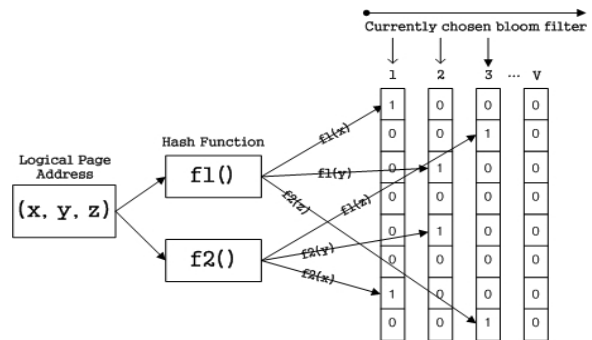 Currently chosen bloom filter
1 2 3 ... V
Hash Function
Logical Page
Address
(x, y, z)
f1()
f2()
f1(x)
f1(y)
f2(z)
f1(z)
f2(y)
f2(x)
1 0 0 0
0 0 1 0
0 1 0 0
0 0 0 0
0 1 0 0
0 0 0 0
1 0 0 0
0 0 1 0